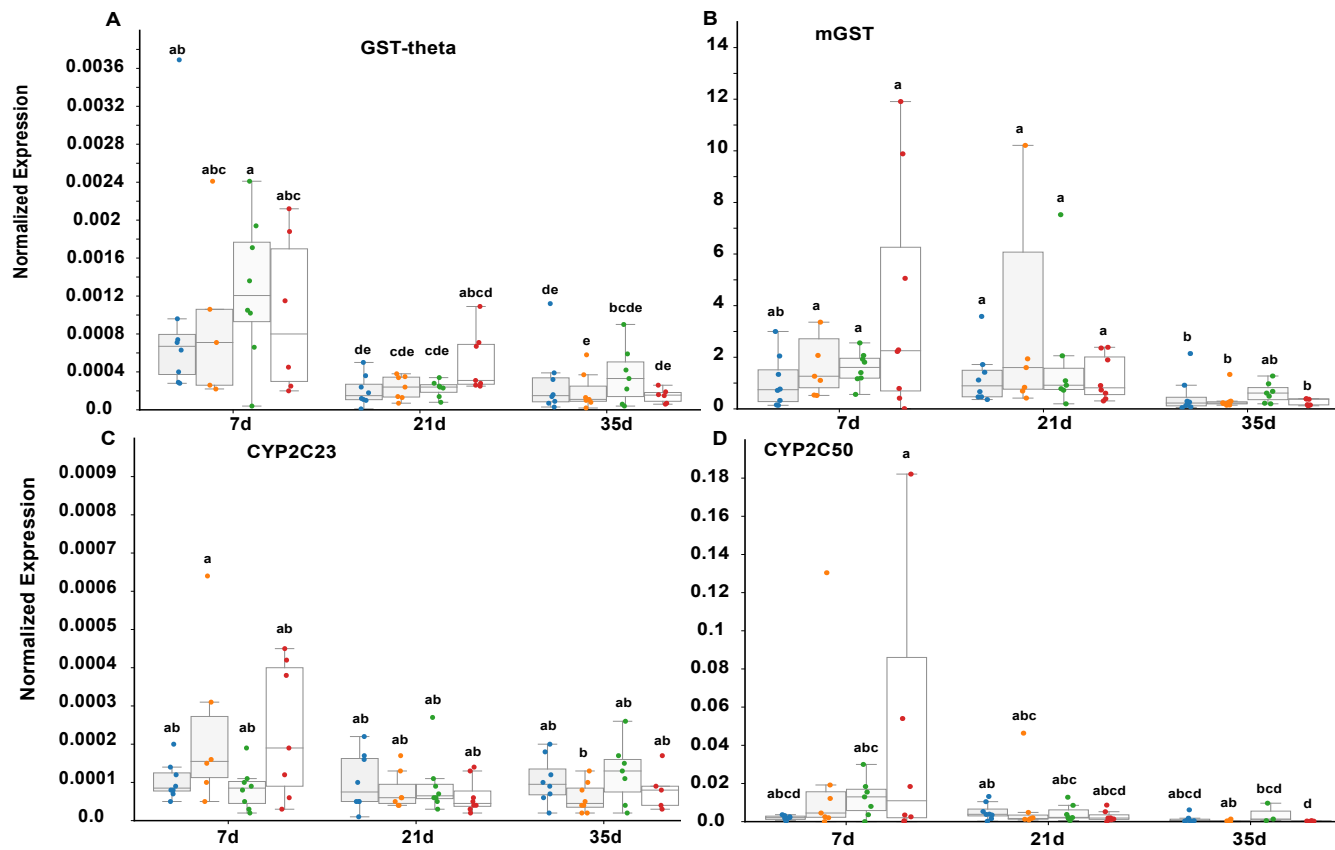 A
GST-theta
Normalized Expression
0.0036
0.0032
0.0028
0.0024
0.002
0.0016
0.0012
0.0008
0.0004
0.0
ab
abc
a
abc
de
cde
cde
abcd
de
e
bcde
de
7d
21d
35d
B
mGST
14
12
10
8
6
4
2
0
ab
a
a
a
a
a
a
a
b
b
ab
b
7d
21d
35d
C
CYP2C23
Normalized Expression
0.0009
0.0008
0.0007
0.0006
0.0005
0.0004
0.0003
0.0002
0.0001
0.0
ab
a
ab
ab
ab
ab
ab
ab
ab
b
ab
ab
7d
21d
35d
D
CYP2C50
0.18
0.16
0.14
0.12
0.1
0.08
0.06
0.04
0.02
0.0
abcd
abc
a
ab
abc
abc
abcd
abcd
ab
bcd
d
7d
21d
35d